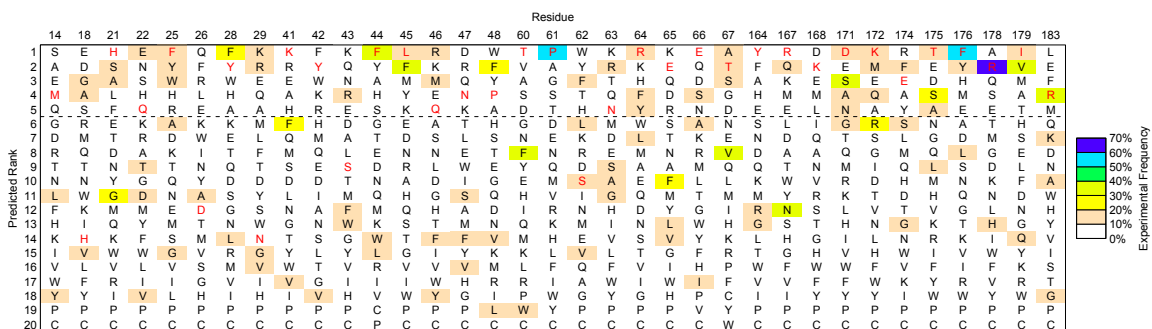 Residue
14 18 21 22 25 26 28 29 41 42 43 44 45 46 47 48 60 61 62 63 64 65 66 67 164 167 168 171 172 174 175 176 178 179 183
1 S E H E F Q F K K F K F L R D W T P W K R K E A Y R D D K R T F A I L
2 A D S N Y F Y R R Y Q Y F K R F V A Y R K E Q T F Q K E M F E Y R V E
3 E G A S W R W E E W N A M M Q Y A G F T H Q D S A K E S E E D H Q M F
4 M A L H H L H Q A K R H Y E N P S S T Q F D S G H M M A Q A S M S A R
5 Q S F Q R E A A H R E S K Q K A D T H N Y R N D E E L N A Y A E E T M
6 G R E K A K K M F H D G E A T H G D L M W S A N S L I G R S N A T H Q
7 D M T R D W E L Q M A T D S L S N E K D L T K E N D Q T S L Q D M S K
8 R Q D A K I T F M Q L E N N E T F N R E M N R V D A A Q G M Q L G E D
9 T T N T T N Q T S E S D R L W E Y Q D S A A M Q Q T N M I Q L S D L N
10 N N Y G Q Y D D D D T N A D I G E M S A E F L L K W V R D H M N K F A
11 L W G D N A S Y L I M Q H G S Q H V I G Q M T M M Y R K T D H Q L N E
12 F K M M E D G S N A F M Q H A D I R N H D Y G I R N S L V T V G L N H
13 H I Q Y M T N W G N W K S T M N Q K M I N L W H G S T H N G K T H G Y
14 K H K F S M L N T S G W T F F V M H E V S V Y K L H G I L N R K I Q V
15 I V W W G V R G Y L Y L G I Y K K L V L T G F R T G H V H I W V W Y I
16 V L V L V S M V W T V R V V V M L F Q F V I H P W F W W F V F I F K S
17 W F R I I G V I V G I I I W H R R I A W I W I F V V F F W K Y R V R T
18 Y Y I V L H I H I V H V W Y G I P W G Y G H P C I I Y Y Y I W W Y W G
19 P P P P P P P P P P P C P P P L W Y P P P P V Y P P P P P P P P P P P
20 C C C C C C C C C C C P C C C C C C C C C C C W C C C C C C C C C C C
Predicted Rank
70%
60%
50%
40%
30%
20%
10%
0%
Experimental Frequency